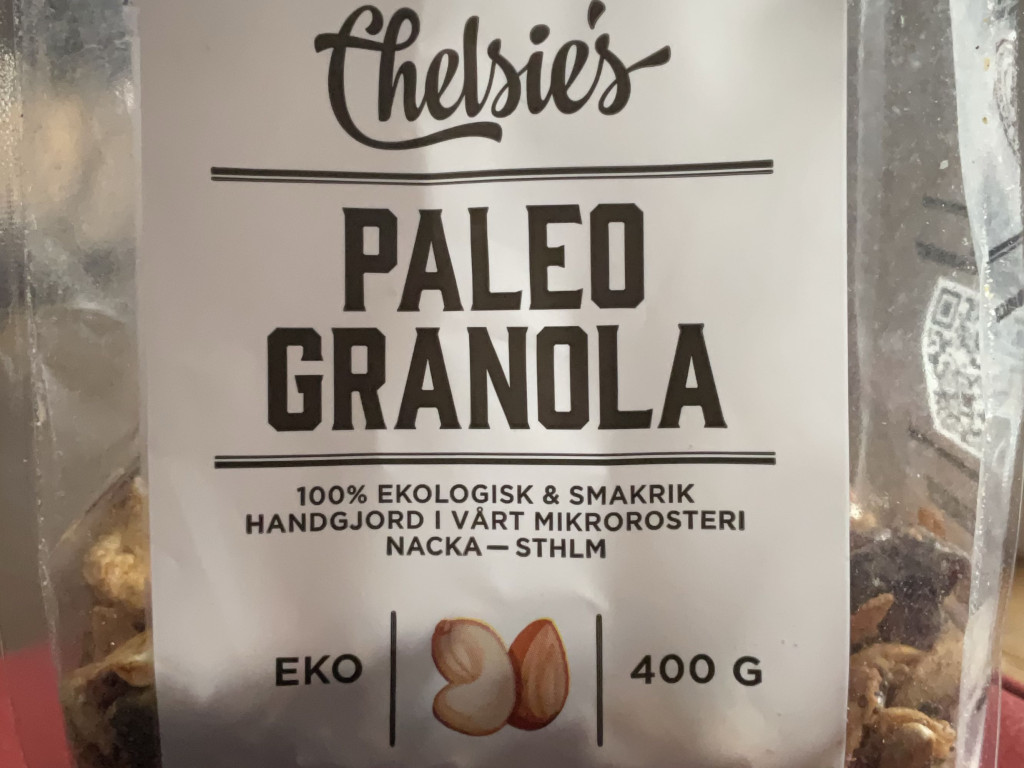 Chelsie's
PALEO
GRANOLA
100% EKOLOGISK & SMAKRIK
HANDGJORD I VÅRT MIKROROSTERI
NACKA — STHLM
EKO
400 G